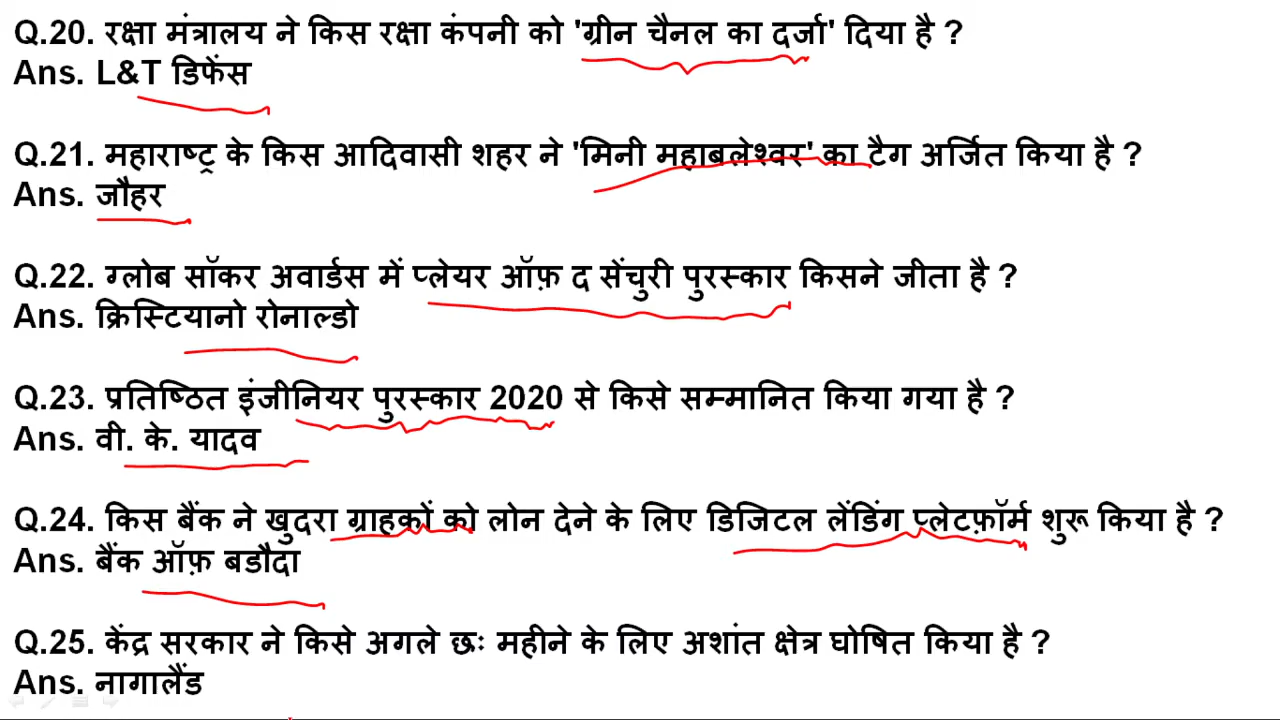 Q.20. रक्षा मंत्रालय ने किस रक्षा कंपनी को 'ग्रीन चैनल का दर्जा' दिया है ?
Ans. L&T डिफेंस
Q.21. महाराष्ट्र के किस आदिवासी शहर ने 'मिनी महाबलेश्वर' का टैग अर्जित किया है ?
Ans. जौहर
Q.22. ग्लोब सॉकर अवार्डस में प्लेयर ऑफ़ द सेंचुरी पुरस्कार किसने जीता है ?
Ans. क्रिस्टियानो रोनाल्डो
Q.23. प्रतिष्ठित इंजीनियर पुरस्कार 2020 से किसे सम्मानित किया गया है ?
Ans. वी. के. यादव
Q.24. किस बैंक ने खुदरा ग्राहकों को लोन देने के लिए डिजिटल लेंडिंग प्लेटफ़ॉर्म शुरू किया है ?
Ans. बैंक ऑफ़ बडौदा
Q.25. केंद्र सरकार ने किसे अगले छः महीने के लिए अशांत क्षेत्र घोषित किया है ?
Ans. नागालैंड